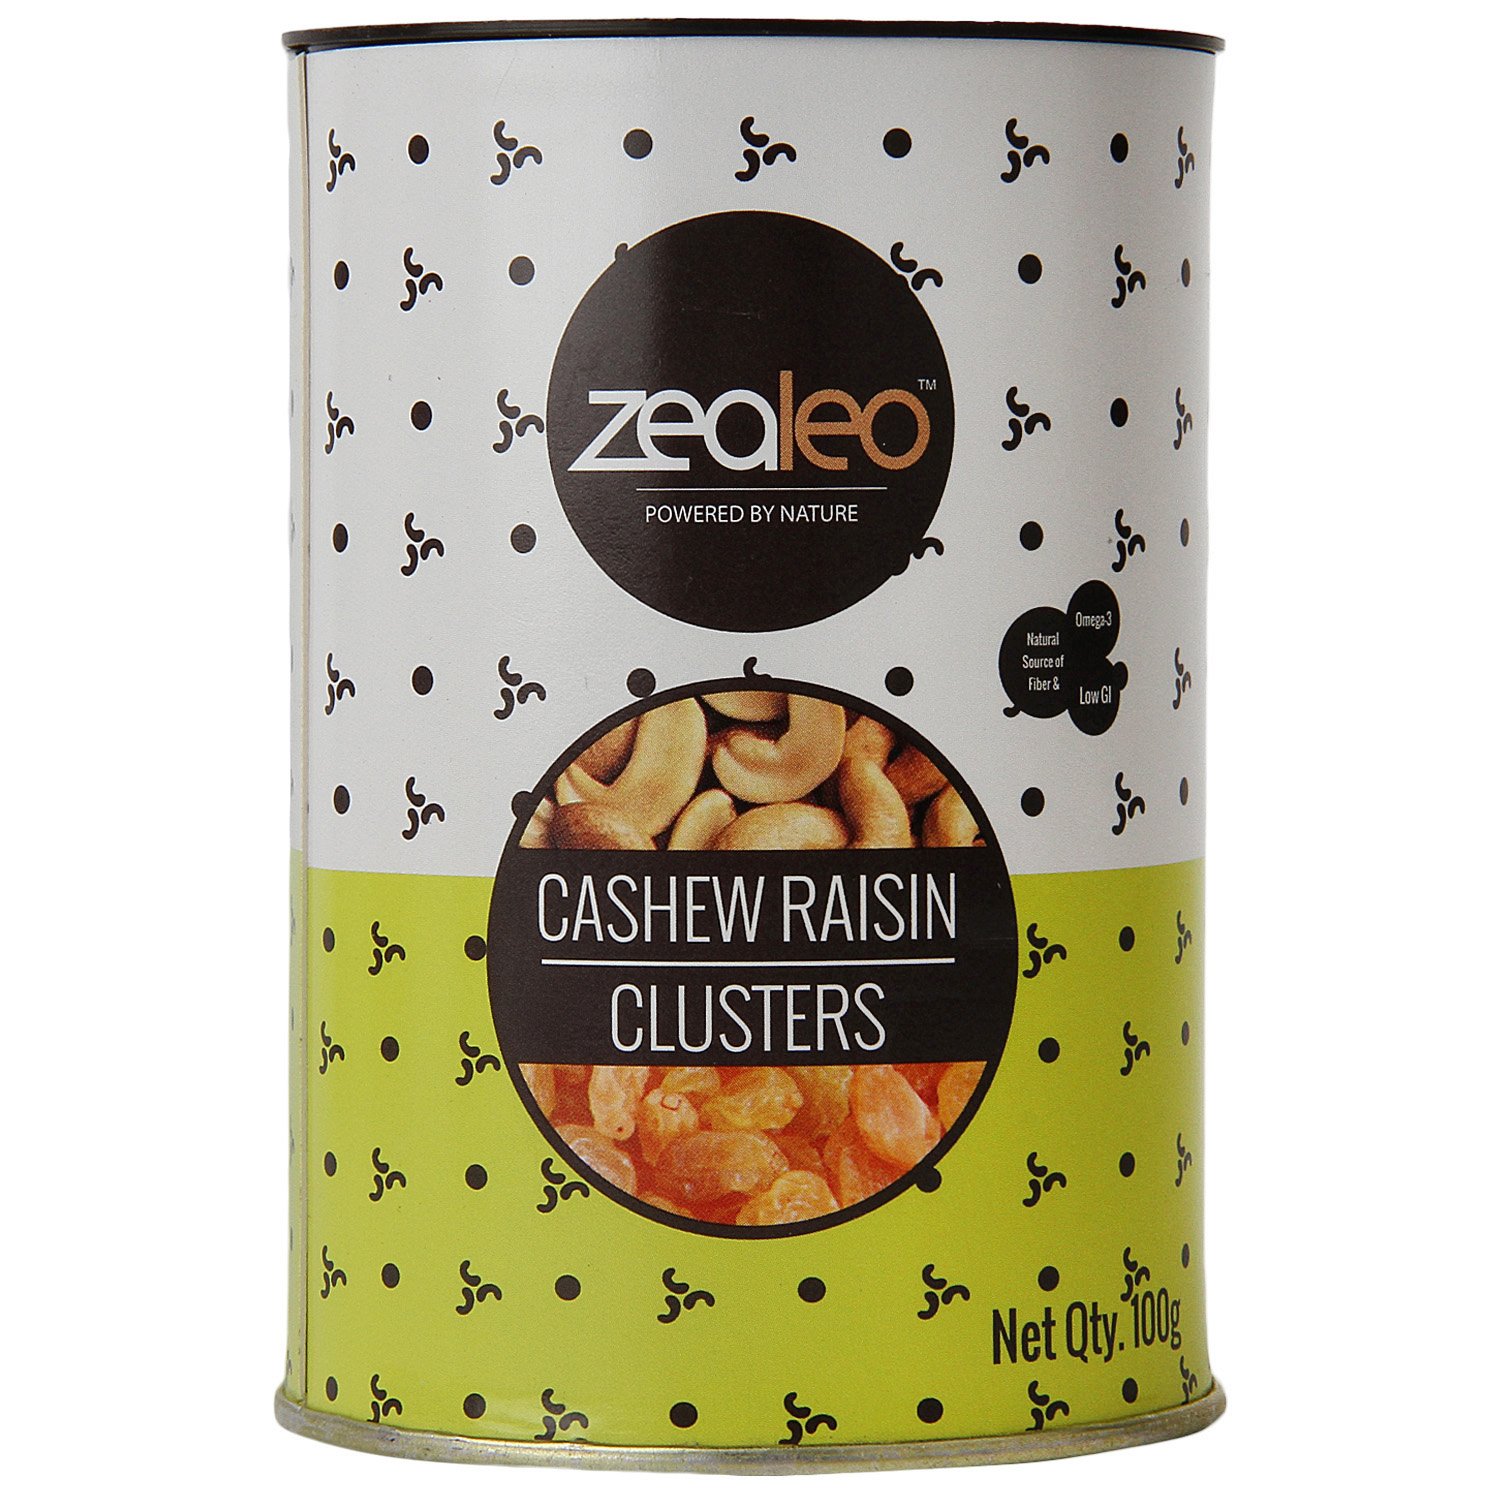 zealeo™
POWERED BY NATURE
Natural
Source of
Fiber &
Omega-3
Low GI
CASHEW RAISIN
CLUSTERS
Net Qty. 100g